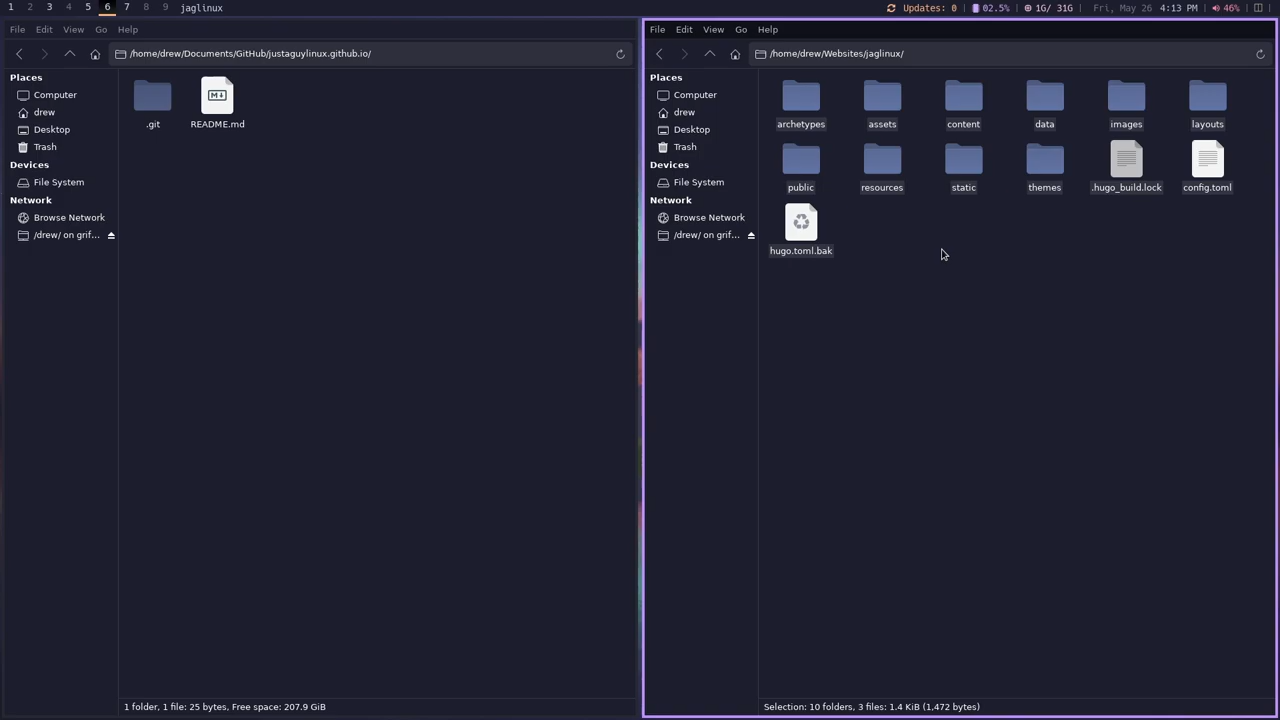 1 2 3 4 5 6 7 8 9 jaglinux Updates: 0 02.5% 1G/ 31G Fri, May 26 4:13 PM 46%
File Edit View Go Help
/home/drew/Documents/GitHub/justaguylinux.github.io/
Places
Computer
drew
Desktop
Trash
Devices
File System
Network
Browse Network
/drew/ on grif...
.git README.md
1 folder, 1 file: 25 bytes, Free space: 207.9 GiB
File Edit View Go Help
/home/drew/Websites/jaglinux/
Places
Computer
drew
Desktop
Trash
Devices
File System
Network
Browse Network
/drew/ on grif...
archetypes assets content data images layouts
public resources static themes .hugo_build.lock config.toml
hugo.toml.bak
Selection: 10 folders, 3 files: 1.4 KiB (1,472 bytes)